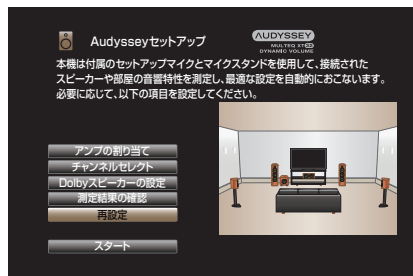 Audysseyセットアップ
AUDYSSEY
MULTEQ XT32
DYNAMIC VOLUME
本機は付属のセットアップマイクとマイクスタンドを使用して、接続された
スピーカーや部屋の音響特性を測定し、最適な設定を自動的におこないます。
必要に応じて、以下の項目を設定してください。
アンプの割り当て
チャンネルセレクト
Dolbyスピーカーの設定
測定結果の確認
再設定
スタート